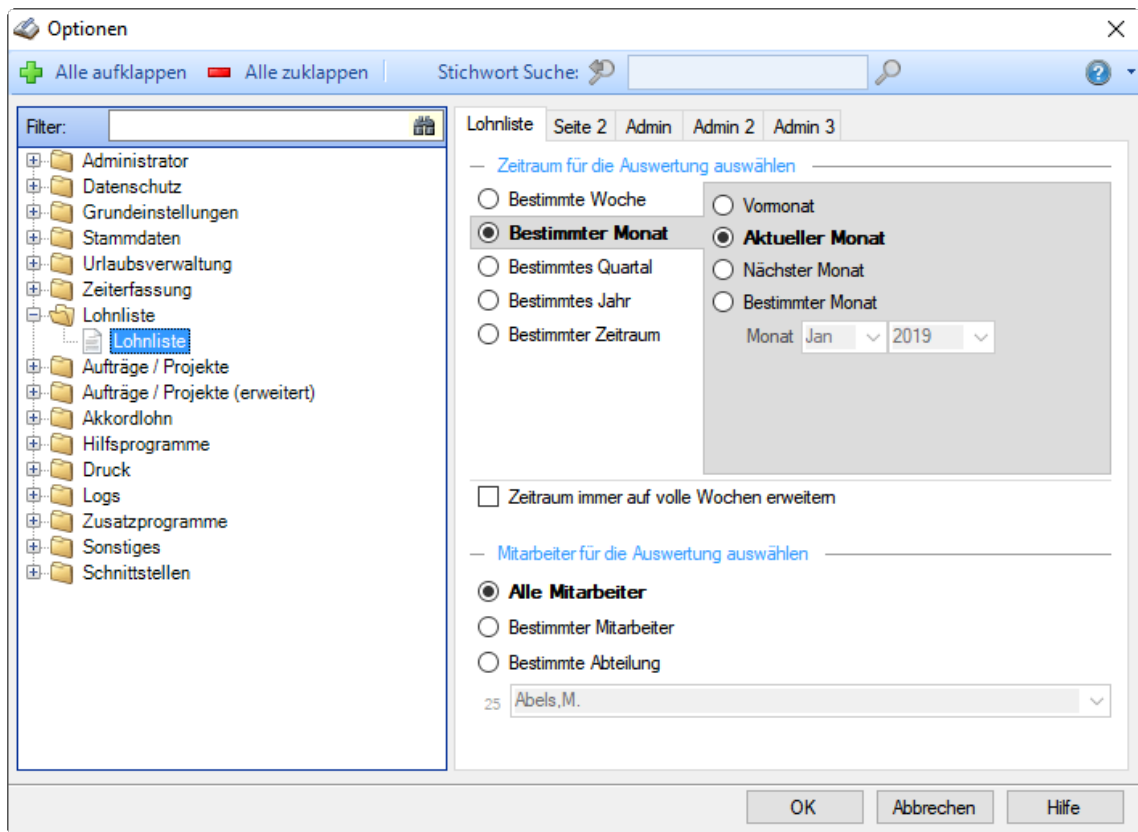 Optionen
Alle aufklappen Alle zuklappen Stichwort Suche:
Filter:
Administrator
Datenschutz
Grundeinstellungen
Stammdaten
Urlaubsverwaltung
Zeiterfassung
Lohnliste
Lohnliste
Aufträge / Projekte
Aufträge / Projekte (erweitert)
Akkordlohn
Hilfsprogramme
Druck
Logs
Zusatzprogramme
Sonstiges
Schnittstellen
Lohnliste Seite 2 Admin Admin 2 Admin 3
Zeitraum für die Auswertung auswählen
Bestimmte Woche
Bestimmter Monat
Bestimmtes Quartal
Bestimmtes Jahr
Bestimmter Zeitraum
Vormonat
Aktueller Monat
Nächster Monat
Bestimmter Monat
Monat Jan 2019
Zeitraum immer auf volle Wochen erweitern
Mitarbeiter für die Auswertung auswählen
Alle Mitarbeiter
Bestimmter Mitarbeiter
Bestimmte Abteilung
25 Abels,M.
OK Abbrechen Hilfe